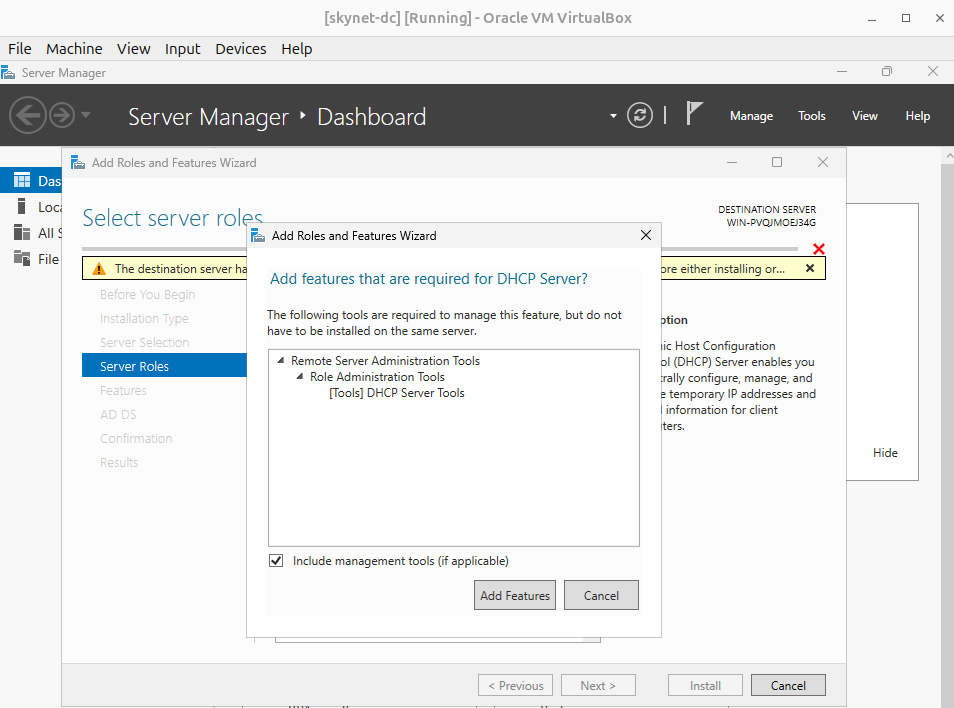 [skynet-dc] [Running] - Oracle VM VirtualBox
File Machine View Input Devices Help
Server Manager
Server Manager Dashboard
Manage Tools View Help
Add Roles and Features Wizard
Das
Loca
All S
File
Select server roles
DESTINATION SERVER
WIN-PVQJMOEJ34G
The destination server ha
ore either installing or...
Before You Begin
Installation Type
Server Selection
Server Roles
Features
AD DS
Confirmation
Results
Add Roles and Features Wizard
Add features that are required for DHCP Server?
The following tools are required to manage this feature, but do not
have to be installed on the same server.
Remote Server Administration Tools
Role Administration Tools
[Tools] DHCP Server Tools
Include management tools (if applicable)
Add Features Cancel
ption
ic Host Configuration
ol (DHCP) Server enables you
trally configure, manage, and
e temporary IP addresses and
information for client
ters.
Hide
< Previous Next > Install Cancel